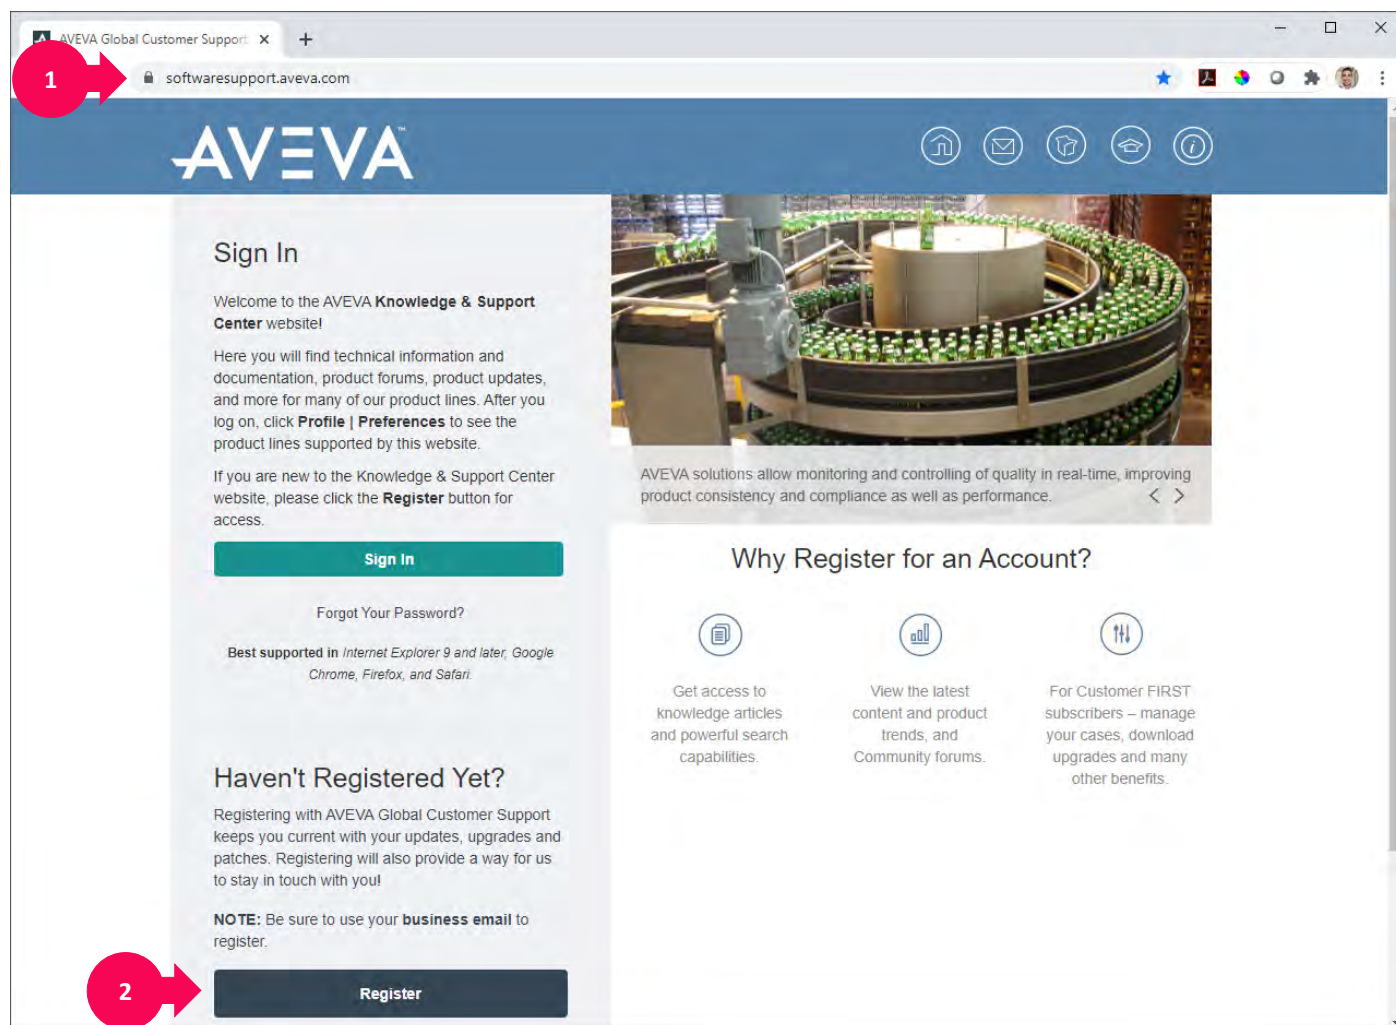 AVEVA Global Customer Support
1
softwaresupport.aveva.com
AVEVA™
Sign In
Welcome to the AVEVA Knowledge & Support
Center website!
Here you will find technical information and
documentation, product forums, product updates,
and more for many of our product lines. After you
log on, click Profile | Preferences to see the
product lines supported by this website.
If you are new to the Knowledge & Support Center
website, please click the Register button for
access.
Sign In
Forgot Your Password?
Best supported in Internet Explorer 9 and later, Google
Chrome, Firefox, and Safari.
Haven't Registered Yet?
Registering with AVEVA Global Customer Support
keeps you current with your updates, upgrades and
patches. Registering will also provide a way for us
to stay in touch with you!
NOTE: Be sure to use your business email to
register.
2
Register
AVEVA solutions allow monitoring and controlling of quality in real-time, improving
product consistency and compliance as well as performance.
Why Register for an Account?
Get access to
knowledge articles
and powerful search
capabilities.
View the latest
content and product
trends, and
Community forums.
For Customer FIRST
subscribers – manage
your cases, download
upgrades and many
other benefits.